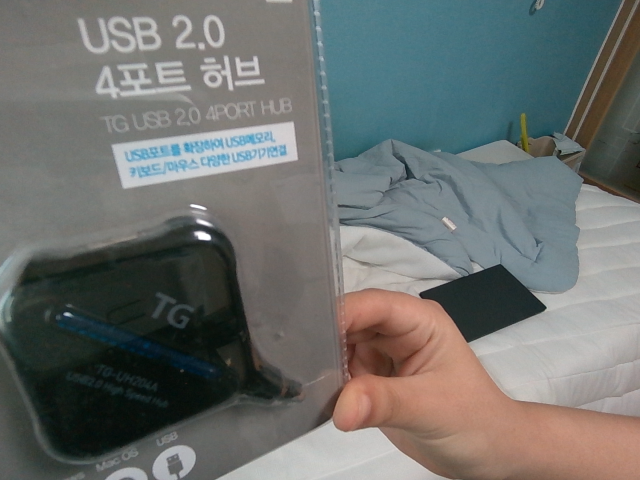 USB 2.0
4포트 허브
TG USB 2.0 4PORT HUB
USB포트를 확장하여 USB메모리,
키보드/마우스 다양한 USB기기연결
TG
TG-UH204A
USB2.0 High Speed Hub
Mac OS
USB